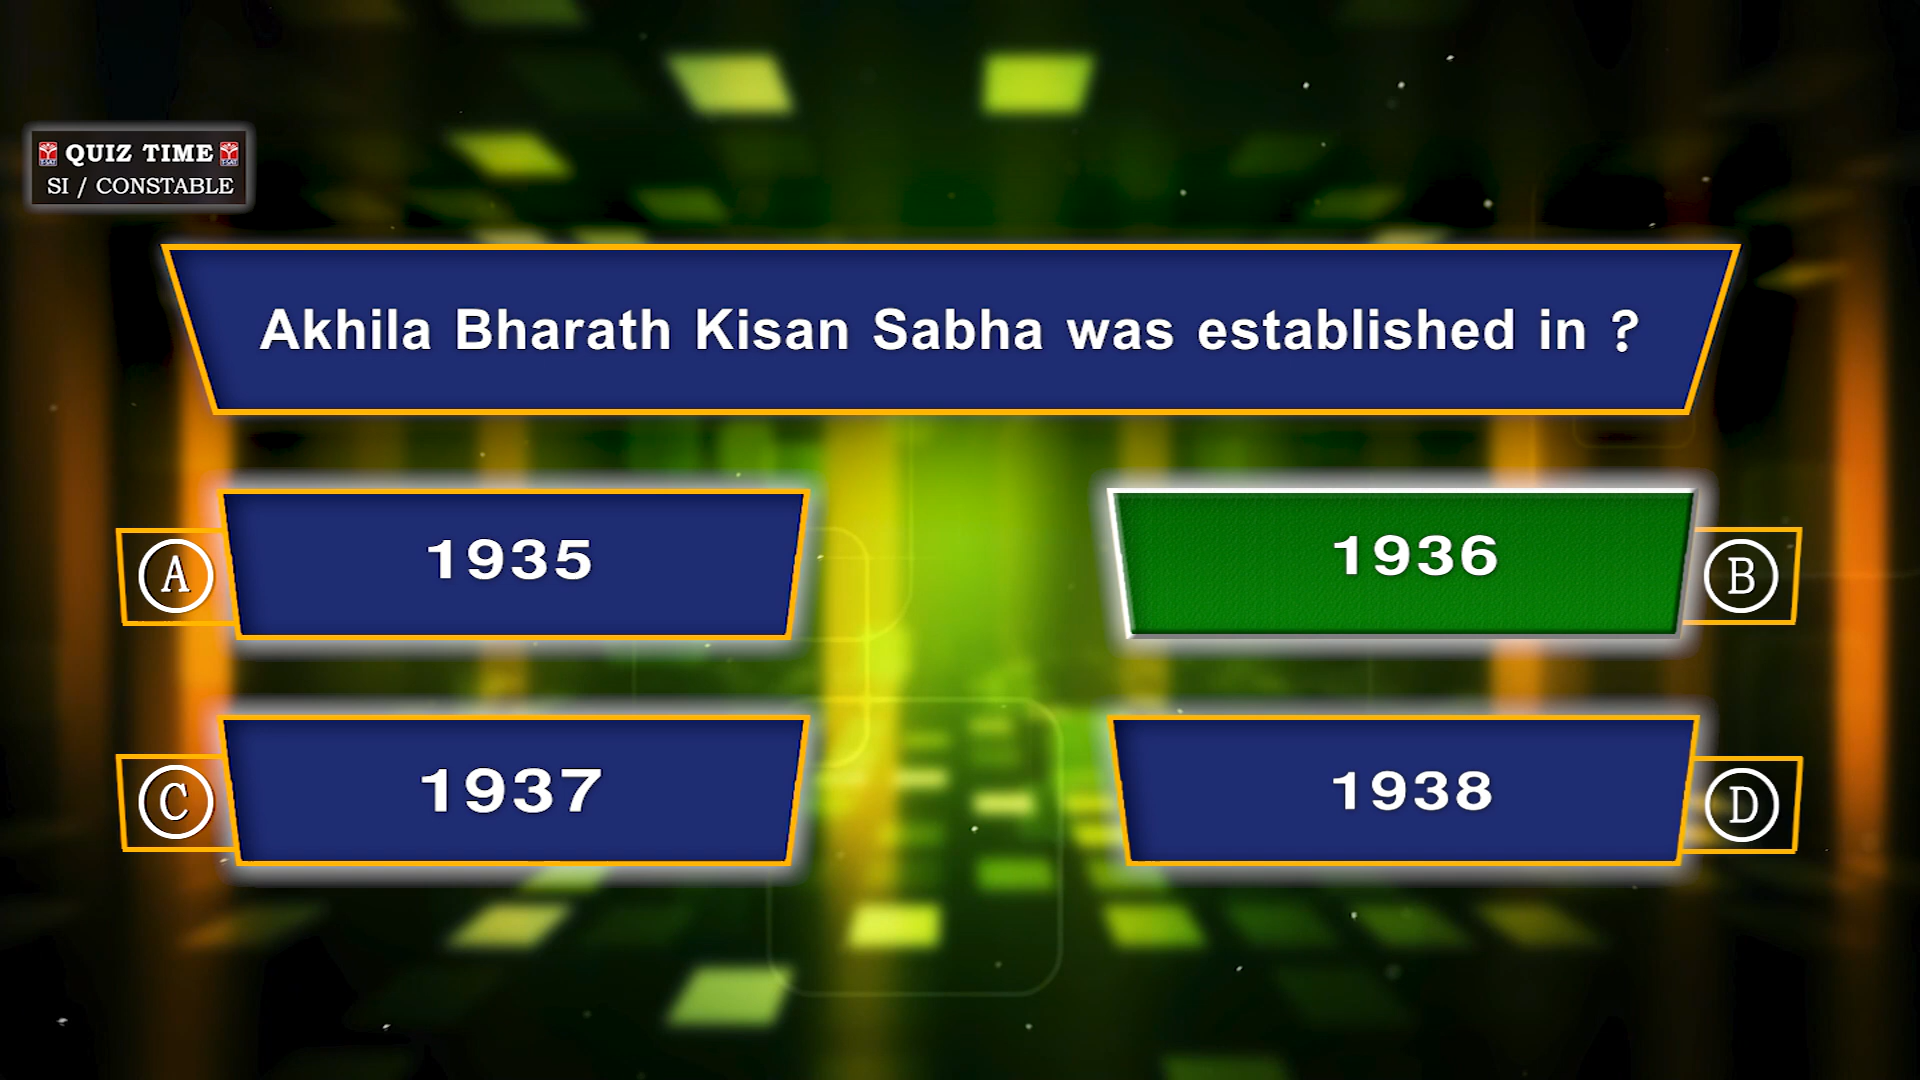 QUIZ TIME
SI / CONSTABLE
Akhila Bharath Kisan Sabha was established in ?
A 1935
1936 B
C 1937
1938 D